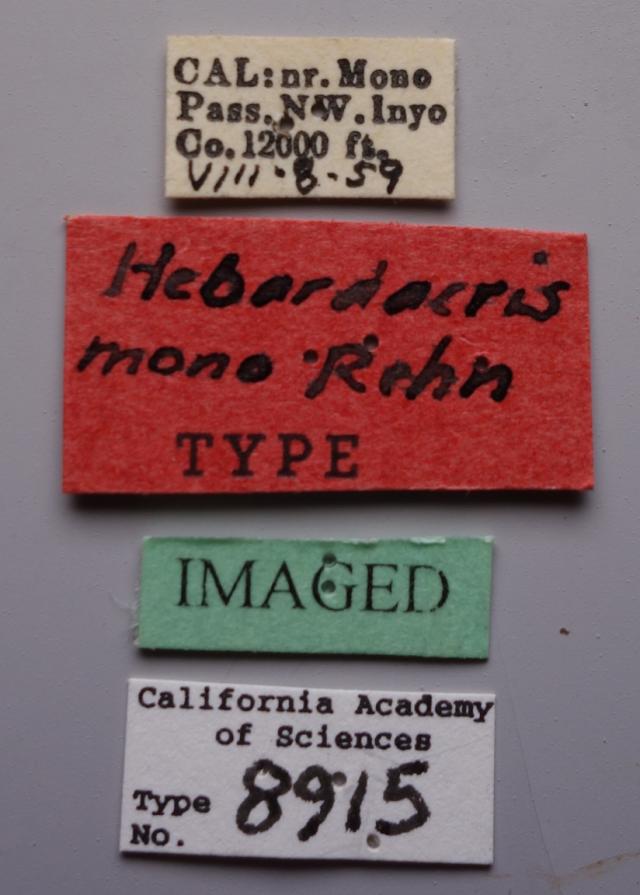 CAL:nr. Mono
Pass. NW. Inyo
Co. 12000 ft.
VIII-8-59
Hebardacris
mono Rehn
TYPE
IMAGED
California Academy
of Sciences
Type
No. 8915